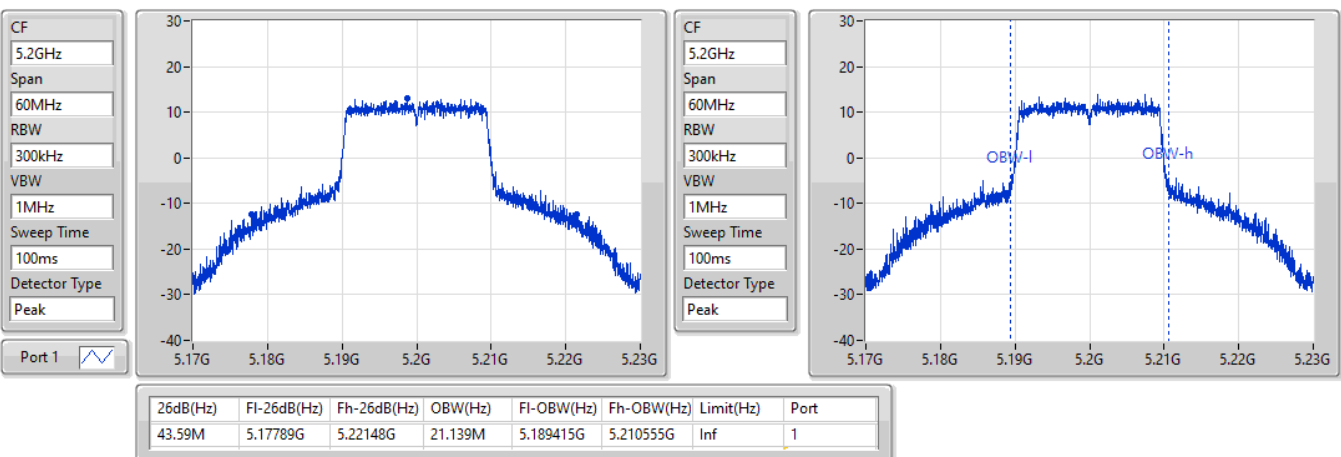 CF
5.2GHz
Span
60MHz
RBW
300kHz
VBW
1MHz
Sweep Time
100ms
Detector Type
Peak
Port 1
30
20
10
0
-10
-20
-30
-40
5.17G 5.18G 5.19G 5.2G 5.21G 5.22G 5.23G
CF
5.2GHz
Span
60MHz
RBW
300kHz
VBW
1MHz
Sweep Time
100ms
Detector Type
Peak
30
20
10
0
-10
-20
-30
-40
OBW-l
OBW-h
5.17G 5.18G 5.19G 5.2G 5.21G 5.22G 5.23G
26dB(Hz) Fl-26dB(Hz) Fh-26dB(Hz) OBW(Hz) Fl-OBW(Hz) Fh-OBW(Hz) Limit(Hz) Port
43.59M 5.17789G 5.22148G 21.139M 5.189415G 5.210555G Inf 1